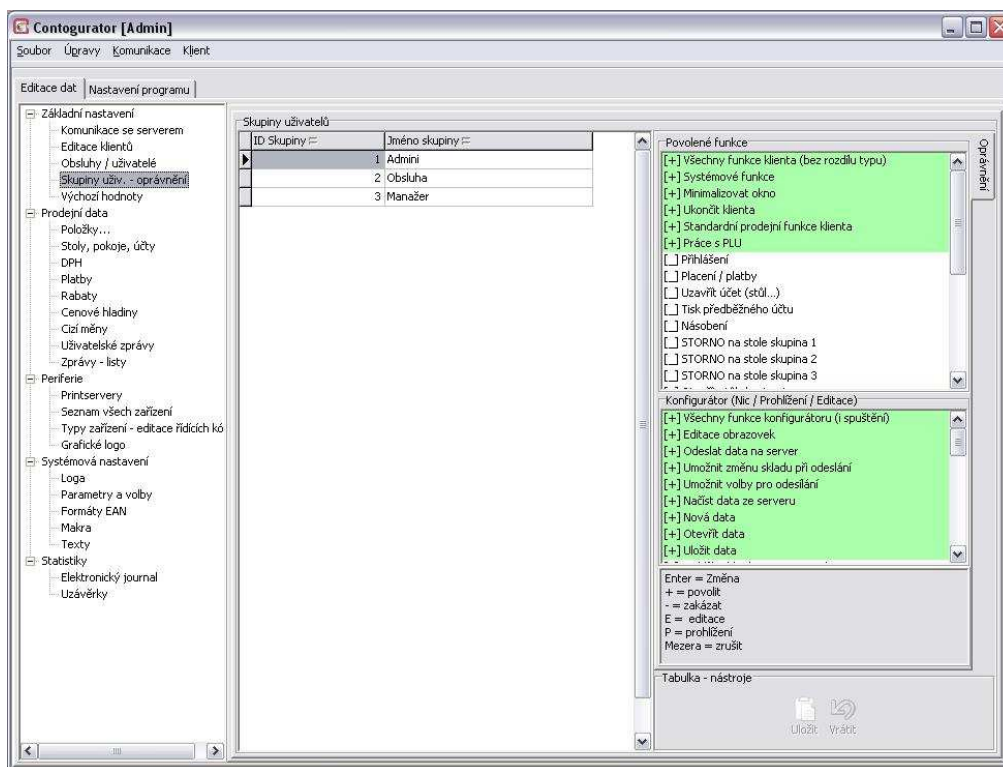 Contogurator [Admin]
Soubor Úpravy Komunikace Klient
Editace dat Nastavení programu
Základní nastavení
Komunikace se serverem
Editace klientů
Obsluhy / uživatelé
Skupiny uživ. - oprávnění
Výchozí hodnoty
Prodejní data
Položky...
Stoly, pokoje, účty
DPH
Platby
Rabaty
Cenové hladiny
Cizí měny
Uživatelské zprávy
Zprávy - listy
Periferie
Printservery
Seznam všech zařízení
Typy zařízení - editace řídících kó
Grafické logo
Systémová nastavení
Loga
Parametry a volby
Formáty EAN
Makra
Texty
Statistiky
Elektronický journal
Uzávěrky
Skupiny uživatelů
ID Skupiny Jméno skupiny
1 Admini
2 Obsluha
3 Manažer
Oprávnění
Povolené funkce
[+] Všechny funkce klienta (bez rozdílu typu)
[+] Systémové funkce
[+] Minimalizovat okno
[+] Ukončit klienta
[+] Standardní prodejní funkce klienta
[+] Práce s PLU
[_] Přihlášení
[_] Placení / platby
[_] Uzavřít účet (stůl...)
[_] Tisk předběžného účtu
[_] Násobení
[_] STORNO na stole skupina 1
[_] STORNO na stole skupina 2
[_] STORNO na stole skupina 3
Konfigurátor (Nic / Prohlížení / Editace)
[+] Všechny funkce konfigurátoru (i spuštění)
[+] Editace obrazovek
[+] Odeslat data na server
[+] Umožnit změnu skladu při odeslání
[+] Umožnit volby pro odesílání
[+] Načíst data ze serveru
[+] Nová data
[+] Otevřít data
[+] Uložit data
Enter = Změna
+ = povolit
- = zakázat
E = editace
P = prohlížení
Mezera = zrušit
Tabulka - nástroje
Uložit Vrátit